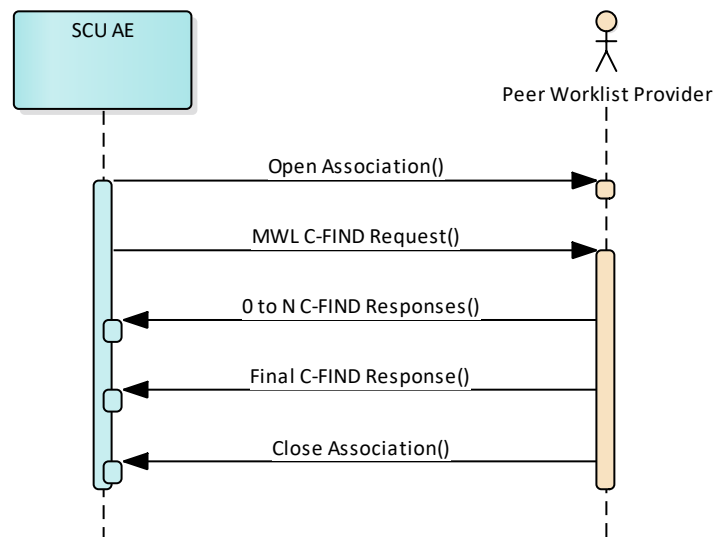 SCU AE
Peer Worklist Provider
Open Association()
MWL C-FIND Request()
0 to N C-FIND Responses()
Final C-FIND Response()
Close Association()